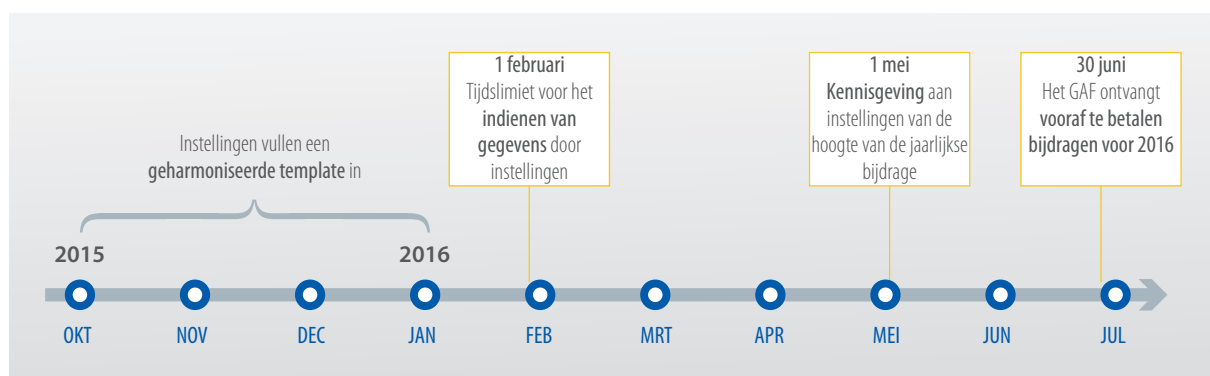 Instellingen vullen een
geharmoniseerde template in
1 februari
Tijdslimiet voor het
indienen van
gegevens door
instellingen
1 mei
Kennisgeving aan
instellingen van de
hoogte van de jaarlijkse
bijdrage
30 juni
Het GAF ontvangt
vooraf te betalen
bijdragen voor 2016
2015
2016
OKT
NOV
DEC
JAN
FEB
MRT
APR
MEI
JUN
JUL